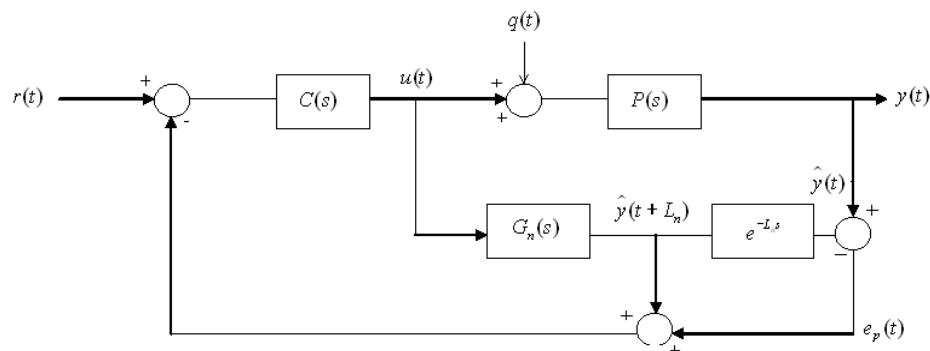 q(t)
+
r(t)
-
C(s)
u(t)
+
+
P(s)
y(t)
ŷ(t)
+
−
G_n(s)
ŷ(t + L_n)
e^{-L_n s}
+
+
e_p(t)